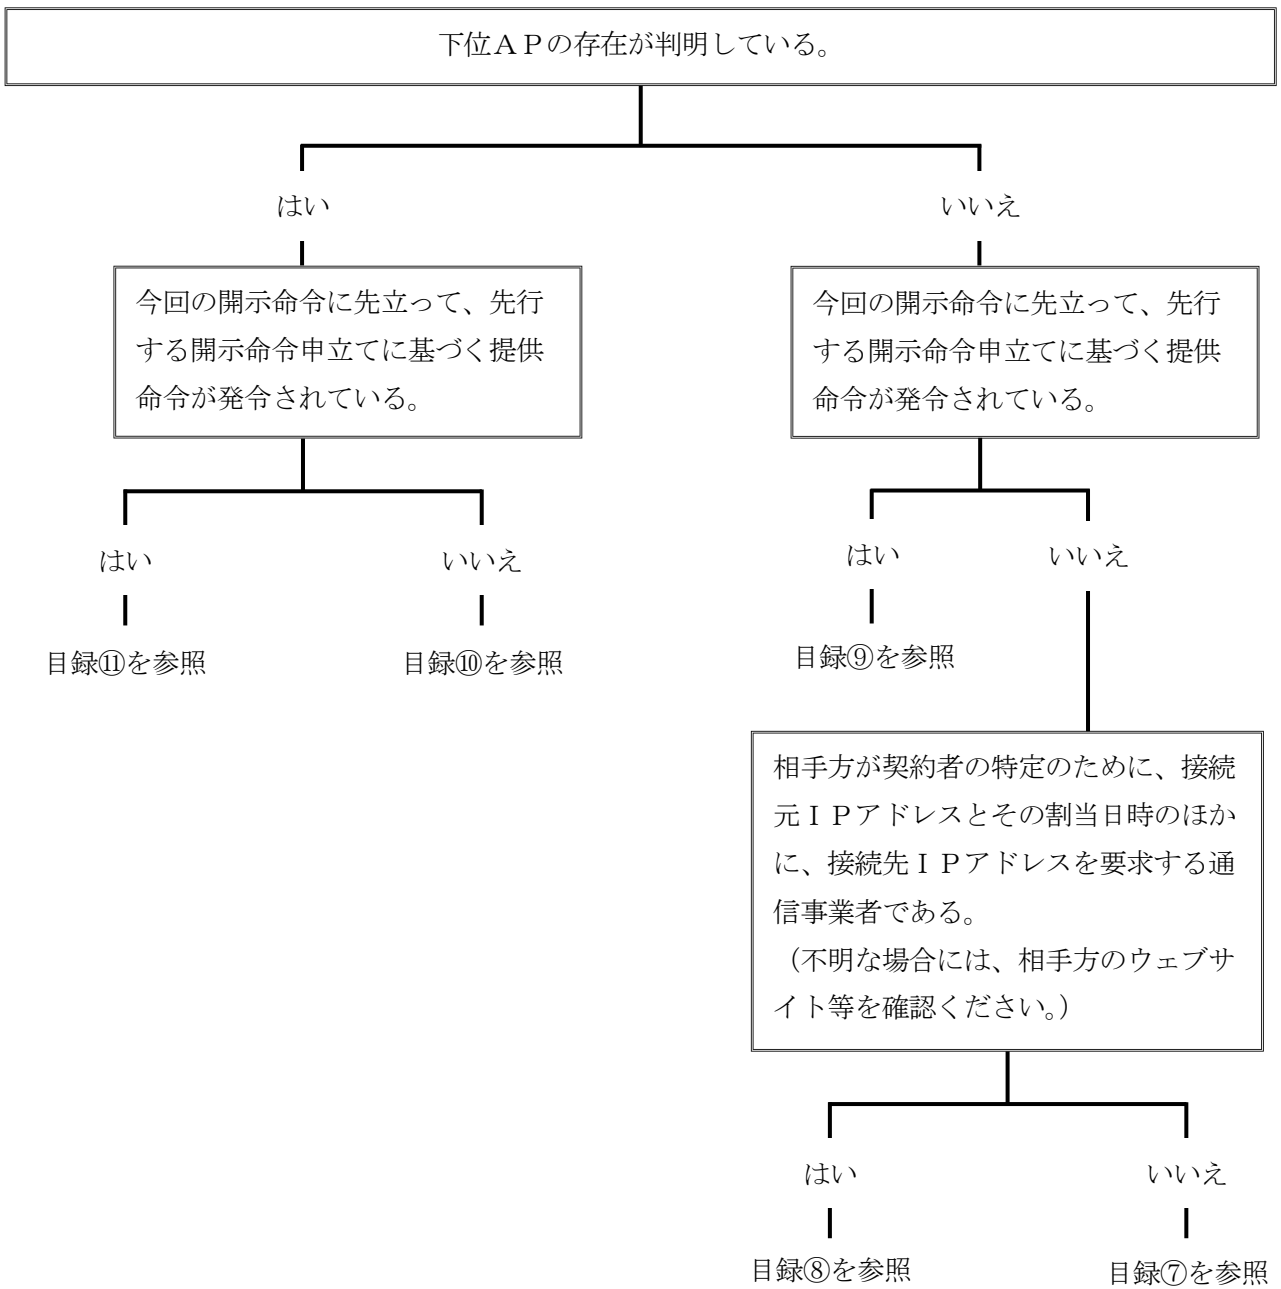 下位ＡＰの存在が判明している。
はい
いいえ
今回の開示命令に先立って、先行
する開示命令申立てに基づく提供
命令が発令されている。
今回の開示命令に先立って、先行
する開示命令申立てに基づく提供
命令が発令されている。
はい
いいえ
はい
いいえ
目録⑪を参照
目録⑩を参照
目録⑨を参照
相手方が契約者の特定のために、接続
元ＩＰアドレスとその割当日時のほか
に、接続先ＩＰアドレスを要求する通
信事業者である。
（不明な場合には、相手方のウェブサ
イト等を確認ください。）
はい
いいえ
目録⑧を参照
目録⑦を参照